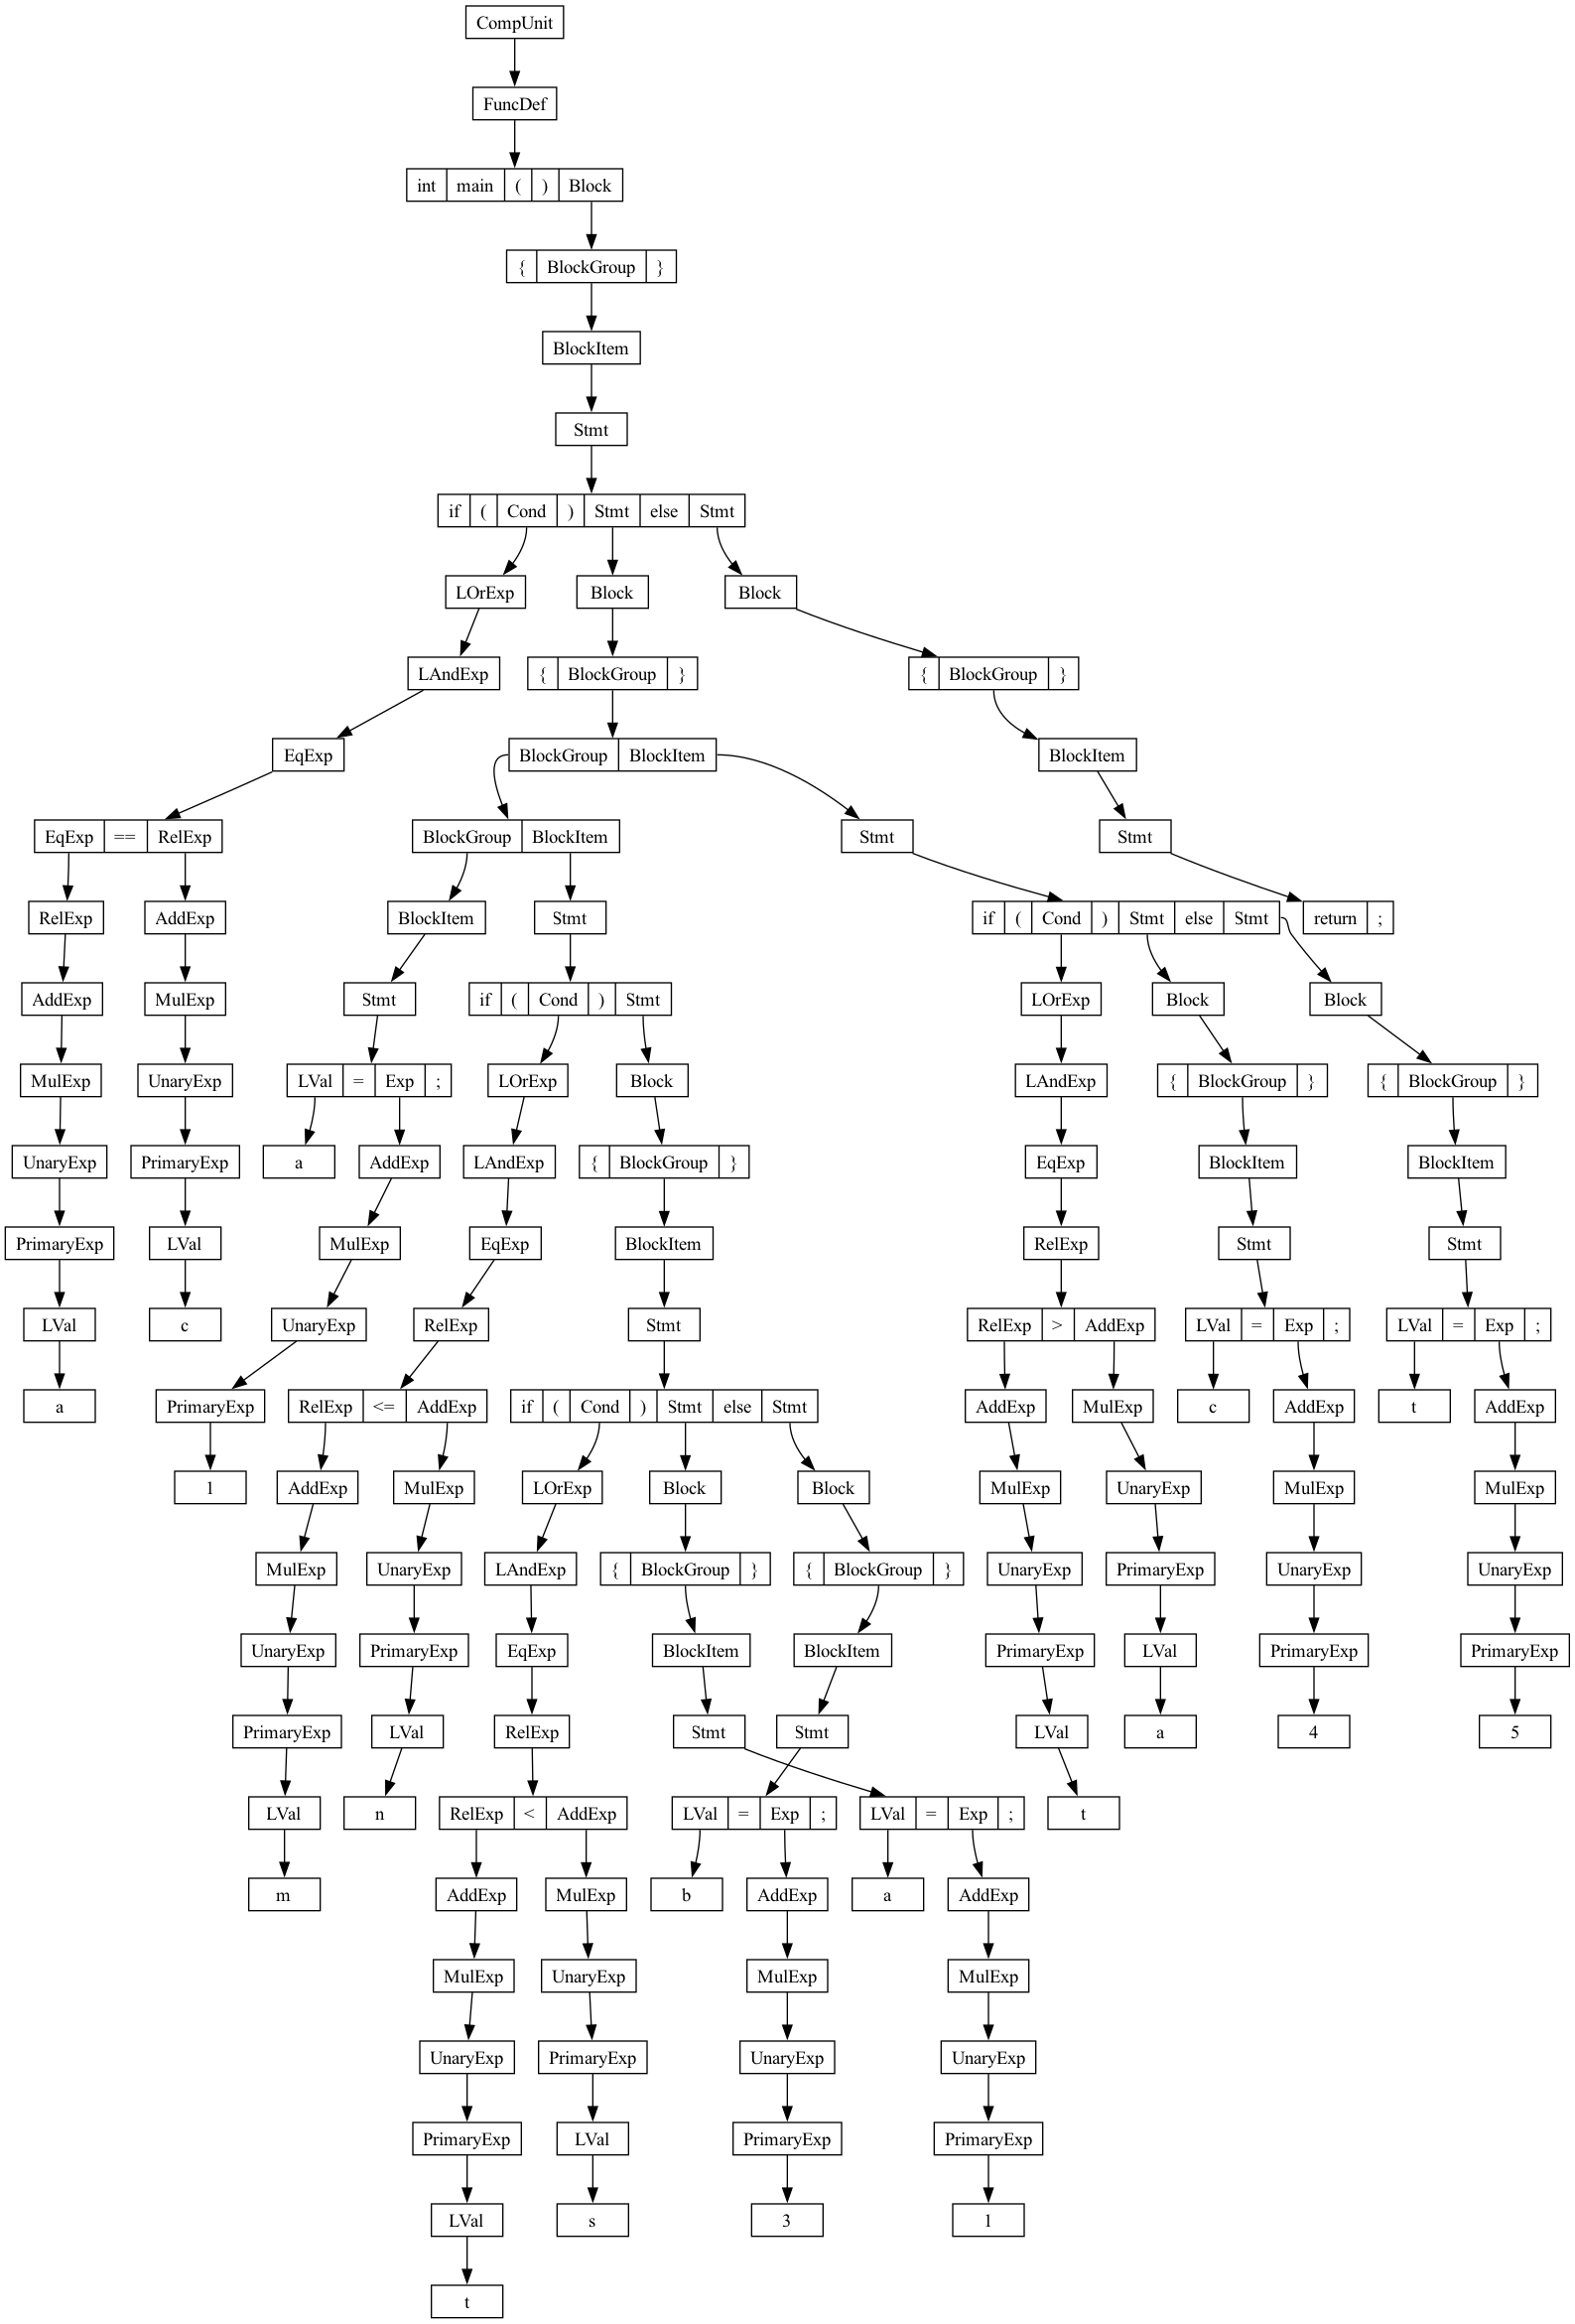 CompUnit
FuncDef
int main ( ) Block
{ BlockGroup }
BlockItem
Stmt
if ( Cond ) Stmt else Stmt
LOrExp Block Block
LAndExp { BlockGroup } { BlockGroup }
EqExp BlockGroup BlockItem BlockItem
EqExp == RelExp BlockGroup BlockItem Stmt Stmt
RelExp AddExp BlockItem Stmt if ( Cond ) Stmt else Stmt return ;
AddExp MulExp Stmt if ( Cond ) Stmt LOrExp Block Block
MulExp UnaryExp LVal = Exp ; LOrExp Block LAndExp { BlockGroup } { BlockGroup }
UnaryExp PrimaryExp a AddExp LAndExp { BlockGroup } EqExp BlockItem BlockItem
PrimaryExp LVal MulExp EqExp BlockItem RelExp Stmt Stmt
LVal c UnaryExp RelExp Stmt RelExp > AddExp LVal = Exp ; LVal = Exp ;
a PrimaryExp RelExp <= AddExp if ( Cond ) Stmt else Stmt AddExp MulExp c AddExp t AddExp
1 AddExp MulExp LOrExp Block Block MulExp UnaryExp MulExp MulExp
MulExp UnaryExp LAndExp { BlockGroup } { BlockGroup } UnaryExp PrimaryExp UnaryExp UnaryExp
UnaryExp PrimaryExp EqExp BlockItem BlockItem PrimaryExp LVal PrimaryExp PrimaryExp
PrimaryExp LVal RelExp Stmt Stmt LVal a 4 5
LVal n RelExp < AddExp LVal = Exp ; LVal = Exp ; t
m AddExp MulExp b AddExp a AddExp
MulExp UnaryExp MulExp MulExp
UnaryExp PrimaryExp UnaryExp UnaryExp
PrimaryExp LVal PrimaryExp PrimaryExp
LVal s 3 1
t